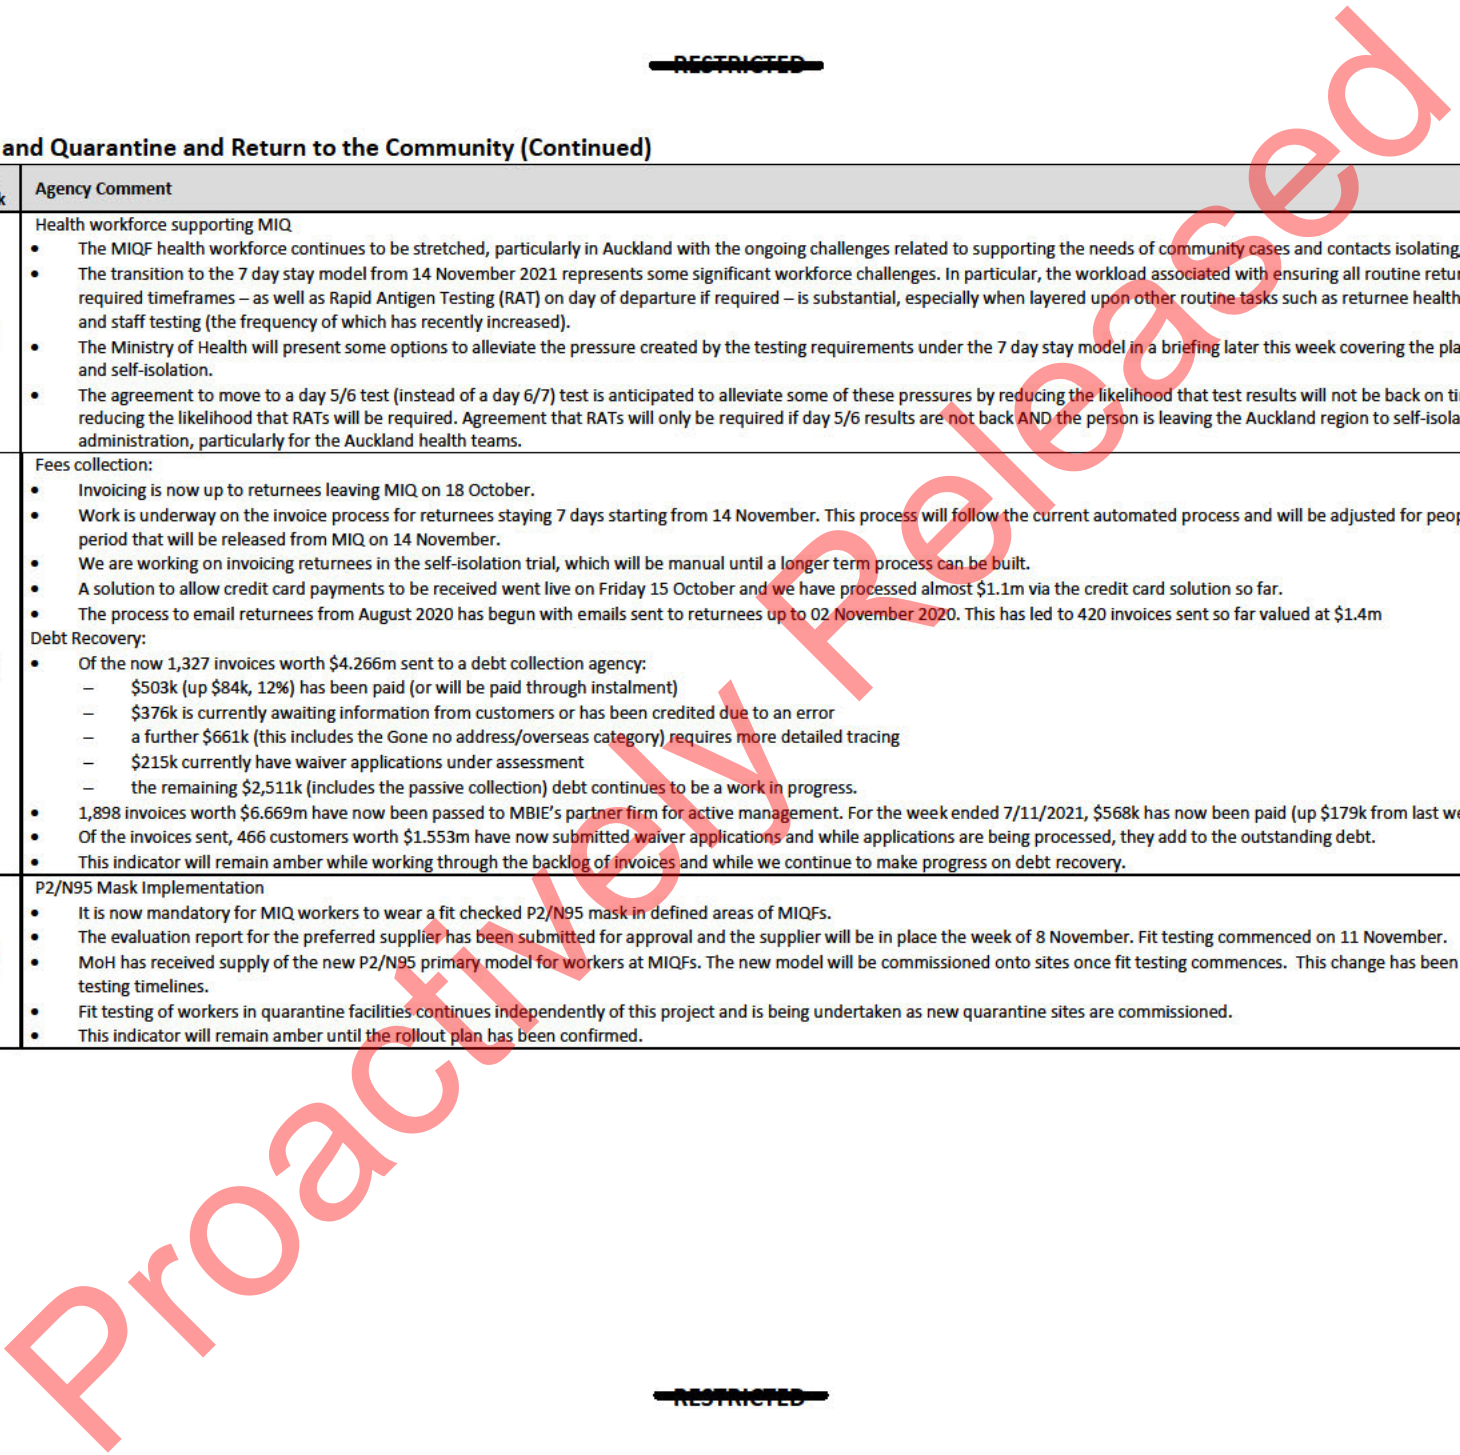 RESTRICTED
and Quarantine and Return to the Community (Continued)
k
Agency Comment
Health workforce supporting MIQ
• The MIQF health workforce continues to be stretched, particularly in Auckland with the ongoing challenges related to supporting the needs of community cases and contacts isolating
• The transition to the 7 day stay model from 14 November 2021 represents some significant workforce challenges. In particular, the workload associated with ensuring all routine retu
required timeframes – as well as Rapid Antigen Testing (RAT) on day of departure if required – is substantial, especially when layered upon other routine tasks such as returnee health
and staff testing (the frequency of which has recently increased).
• The Ministry of Health will present some options to alleviate the pressure created by the testing requirements under the 7 day stay model in a briefing later this week covering the pla
and self-isolation.
• The agreement to move to a day 5/6 test (instead of a day 6/7) test is anticipated to alleviate some of these pressures by reducing the likelihood that test results will not be back on ti
reducing the likelihood that RATs will be required. Agreement that RATs will only be required if day 5/6 results are not back AND the person is leaving the Auckland region to self-isola
administration, particularly for the Auckland health teams.
Fees collection:
• Invoicing is now up to returnees leaving MIQ on 18 October.
• Work is underway on the invoice process for returnees staying 7 days starting from 14 November. This process will follow the current automated process and will be adjusted for peop
period that will be released from MIQ on 14 November.
• We are working on invoicing returnees in the self-isolation trial, which will be manual until a longer term process can be built.
• A solution to allow credit card payments to be received went live on Friday 15 October and we have processed almost $1.1m via the credit card solution so far.
• The process to email returnees from August 2020 has begun with emails sent to returnees up to 02 November 2020. This has led to 420 invoices sent so far valued at $1.4m
Debt Recovery:
• Of the now 1,327 invoices worth $4.266m sent to a debt collection agency:
– $503k (up $84k, 12%) has been paid (or will be paid through instalment)
– $376k is currently awaiting information from customers or has been credited due to an error
– a further $661k (this includes the Gone no address/overseas category) requires more detailed tracing
– $215k currently have waiver applications under assessment
– the remaining $2,511k (includes the passive collection) debt continues to be a work in progress.
• 1,898 invoices worth $6.669m have now been passed to MBIE's partner firm for active management. For the week ended 7/11/2021, $568k has now been paid (up $179k from last we
• Of the invoices sent, 466 customers worth $1.553m have now submitted waiver applications and while applications are being processed, they add to the outstanding debt.
• This indicator will remain amber while working through the backlog of invoices and while we continue to make progress on debt recovery.
P2/N95 Mask Implementation
• It is now mandatory for MIQ workers to wear a fit checked P2/N95 mask in defined areas of MIQFs.
• The evaluation report for the preferred supplier has been submitted for approval and the supplier will be in place the week of 8 November. Fit testing commenced on 11 November.
• MoH has received supply of the new P2/N95 primary model for workers at MIQFs. The new model will be commissioned onto sites once fit testing commences. This change has been
testing timelines.
• Fit testing of workers in quarantine facilities continues independently of this project and is being undertaken as new quarantine sites are commissioned.
• This indicator will remain amber until the rollout plan has been confirmed.
Proactively Released
RESTRICTED